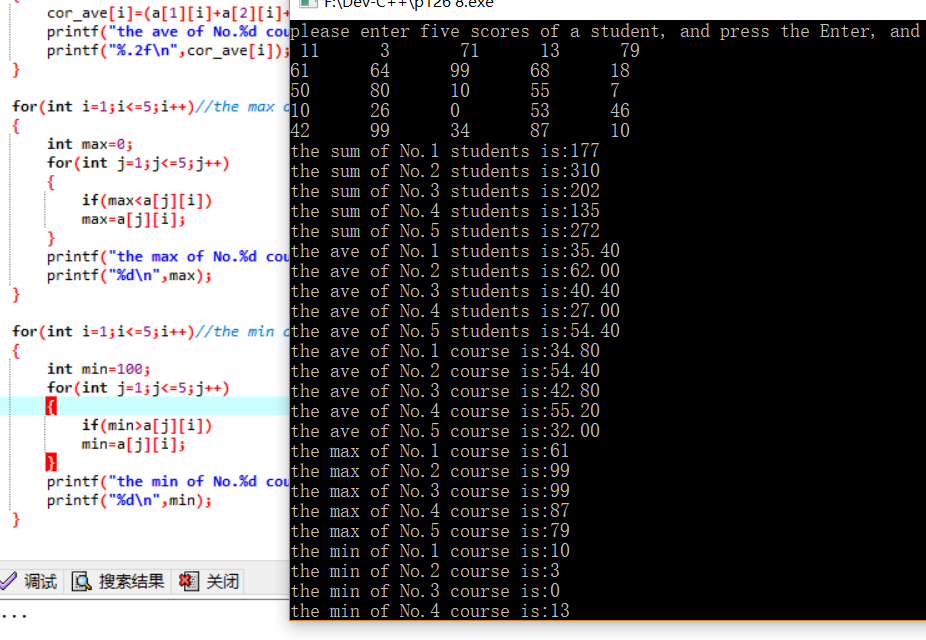 cor_ave[i]=(a[1][i]+a[2][i]+
printf("the ave of No.%d cou
printf("%.2f\n",cor_ave[i]);
}
for(int i=1;i<=5;i++)//the max
{
int max=0;
for(int j=1;j<=5;j++)
{
if(max<a[j][i])
max=a[j][i];
}
printf("the max of No.%d cou
printf("%d\n",max);
}
for(int i=1;i<=5;i++)//the min
{
int min=100;
for(int j=1;j<=5;j++)
{
if(min>a[j][i])
min=a[j][i];
}
printf("the min of No.%d cou
printf("%d\n",min);
}
调试 搜索结果 关闭
...
F:\Dev-C++\p126 8.exe
please enter five scores of a student, and press the Enter, and
11 3 71 13 79
61 64 99 68 18
50 80 10 55 7
10 26 0 53 46
42 99 34 87 10
the sum of No.1 students is:177
the sum of No.2 students is:310
the sum of No.3 students is:202
the sum of No.4 students is:135
the sum of No.5 students is:272
the ave of No.1 students is:35.40
the ave of No.2 students is:62.00
the ave of No.3 students is:40.40
the ave of No.4 students is:27.00
the ave of No.5 students is:54.40
the ave of No.1 course is:34.80
the ave of No.2 course is:54.40
the ave of No.3 course is:42.80
the ave of No.4 course is:55.20
the ave of No.5 course is:32.00
the max of No.1 course is:61
the max of No.2 course is:99
the max of No.3 course is:99
the max of No.4 course is:87
the max of No.5 course is:79
the min of No.1 course is:10
the min of No.2 course is:3
the min of No.3 course is:0
the min of No.4 course is:13